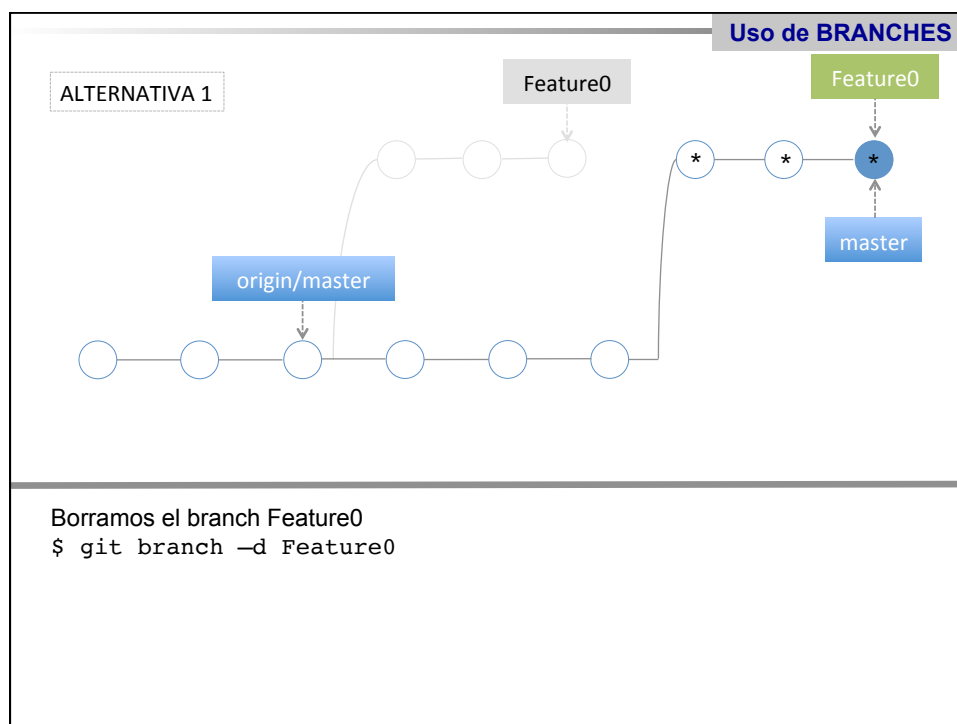 Uso de BRANCHES
ALTERNATIVA 1
Feature0
Feature0
* * *
master
origin/master
Borramos el branch Feature0
$ git branch –d Feature0